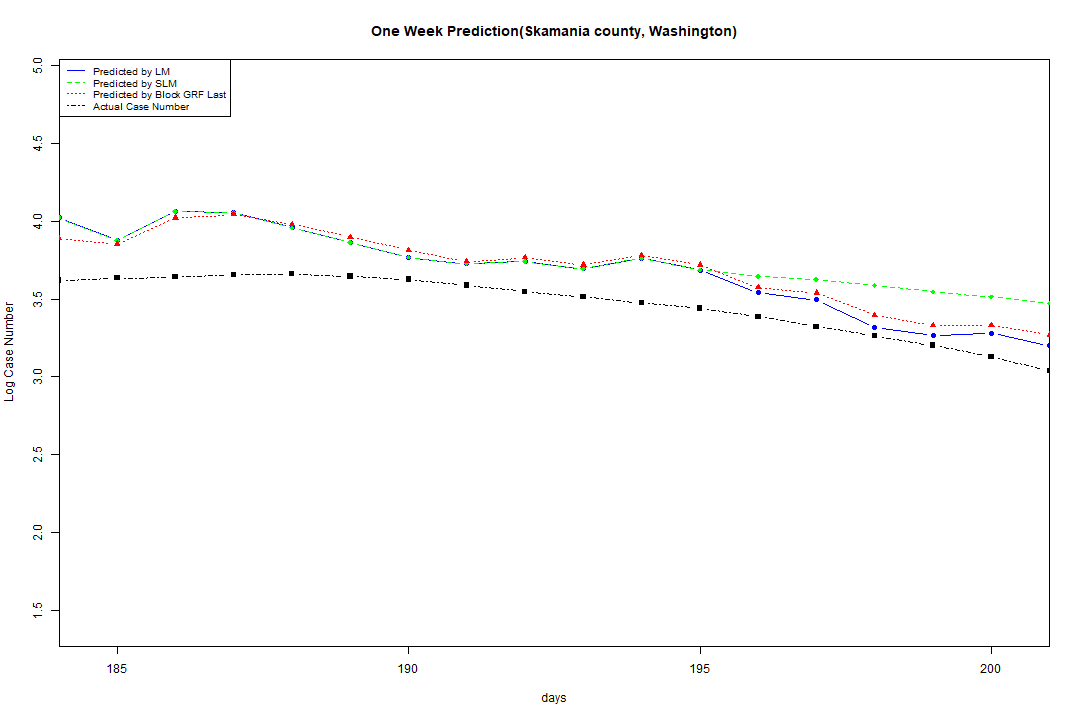 One Week Prediction(Skamania county, Washington)
Predicted by LM
Predicted by SLM
Predicted by Block GRF Last
Actual Case Number
5.0
4.5
4.0
3.5
3.0
2.5
2.0
1.5
Log Case Number
185
190
195
200
days